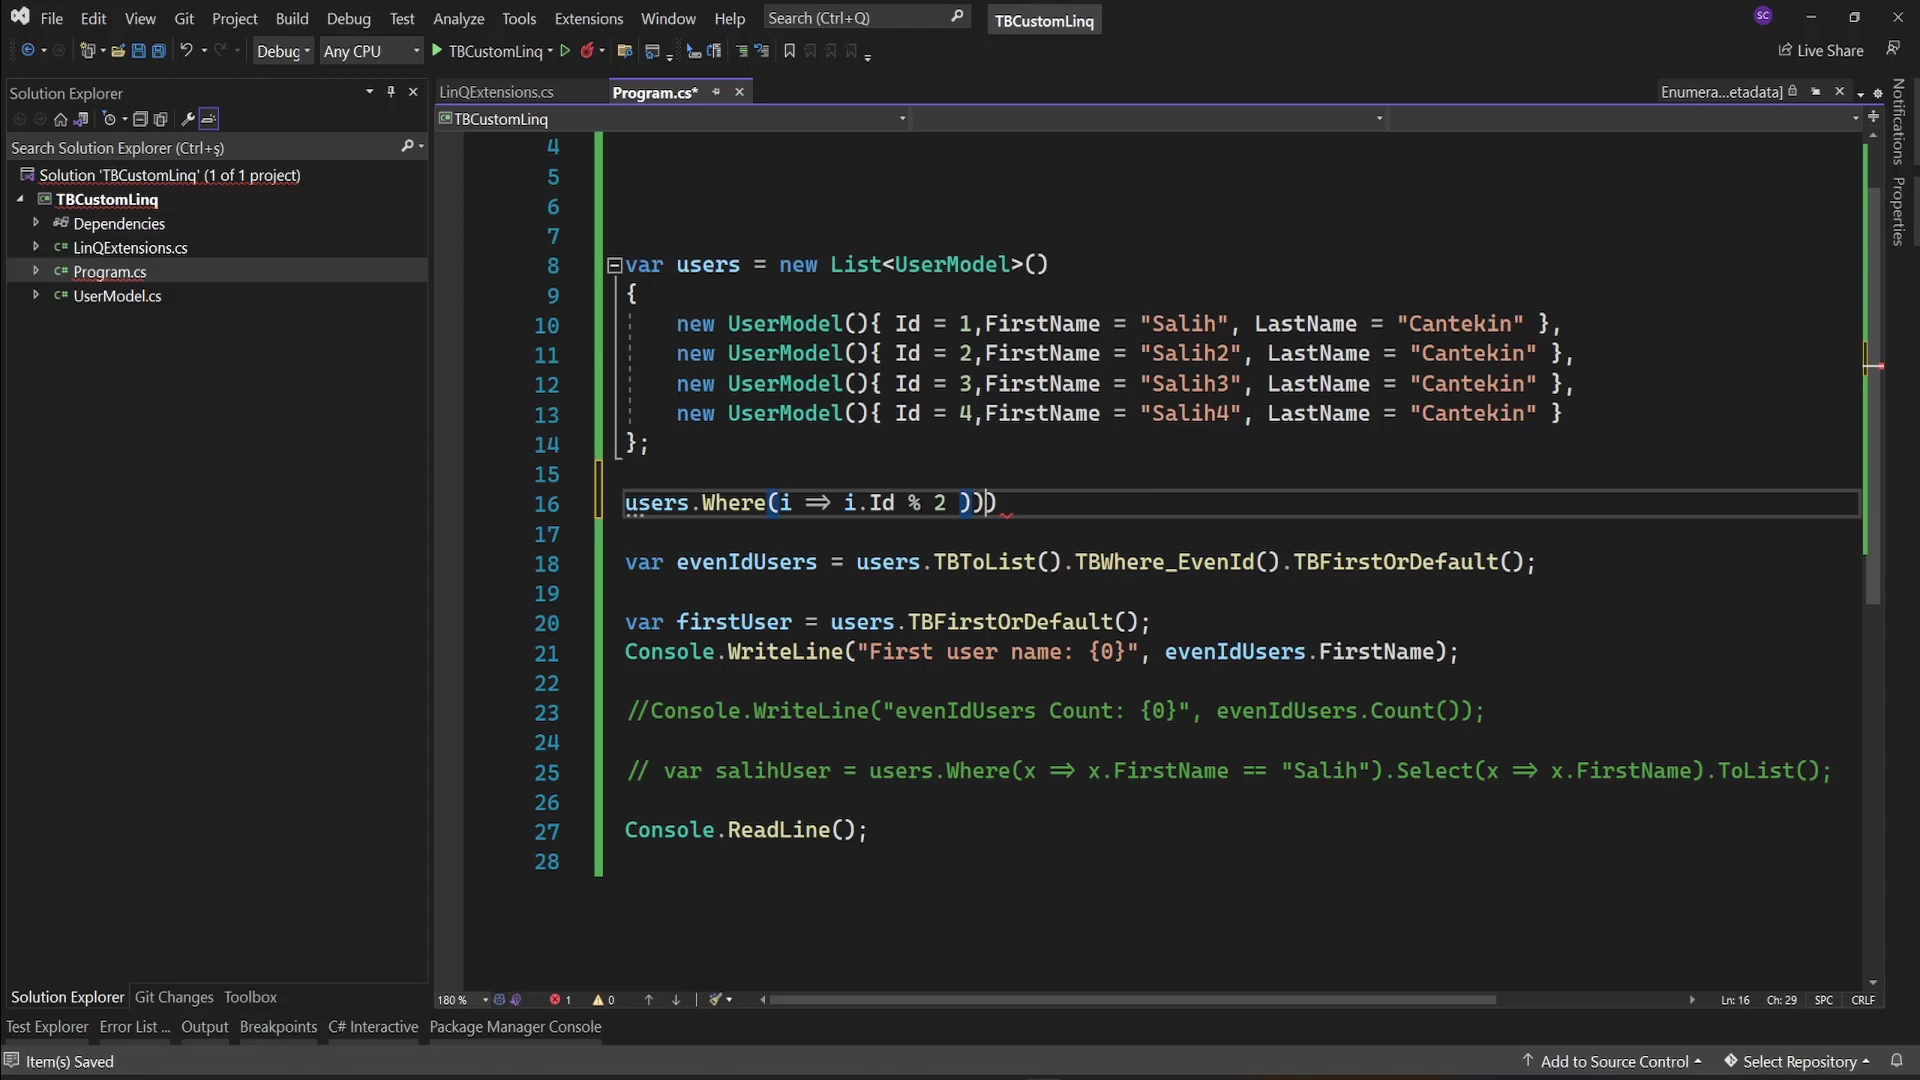 File Edit View Git Project Build Debug Test Analyze Tools Extensions Window Help Search (Ctrl+Q) TBCustomLinq SC
Debug Any CPU TBCustomLinq Live Share
Solution Explorer
Search Solution Explorer (Ctrl+ş)
Solution 'TBCustomLinq' (1 of 1 project)
TBCustomLinq
Dependencies
LinQExtensions.cs
Program.cs
UserModel.cs
LinQExtensions.cs Program.cs* Enumera...etadata]
TBCustomLinq
4
5
6
7
8 var users = new List<UserModel>()
9 {
10 new UserModel(){ Id = 1,FirstName = "Salih", LastName = "Cantekin" },
11 new UserModel(){ Id = 2,FirstName = "Salih2", LastName = "Cantekin" },
12 new UserModel(){ Id = 3,FirstName = "Salih3", LastName = "Cantekin" },
13 new UserModel(){ Id = 4,FirstName = "Salih4", LastName = "Cantekin" }
14 };
15
16 users.Where(i => i.Id % 2 )))
17
18 var evenIdUsers = users.TBToList().TBWhere_EvenId().TBFirstOrDefault();
19
20 var firstUser = users.TBFirstOrDefault();
21 Console.WriteLine("First user name: {0}", evenIdUsers.FirstName);
22
23 //Console.WriteLine("evenIdUsers Count: {0}", evenIdUsers.Count());
24
25 // var salihUser = users.Where(x => x.FirstName == "Salih").Select(x => x.FirstName).ToList();
26
27 Console.ReadLine();
28
Notifications
Properties
Solution Explorer Git Changes Toolbox
180 % 1 0 Ln: 16 Ch: 29 SPC CRLF
Test Explorer Error List ... Output Breakpoints C# Interactive Package Manager Console
Item(s) Saved Add to Source Control Select Repository